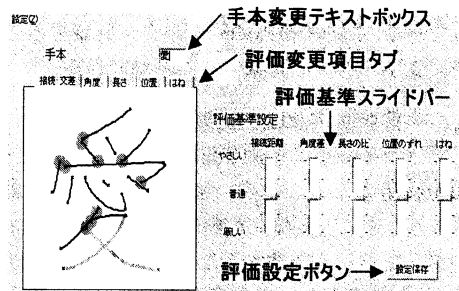 設定(Z)
手本変更テキストボックス
手本 愛
評価変更項目タブ
接続・交差 角度 長さ 位置 はね
評価基準スライドバー
評価基準設定
接続距離 角度差 長さの比 位置のずれ はね
やさしい
普通
厳しい
愛
評価設定ボタン
設定保存